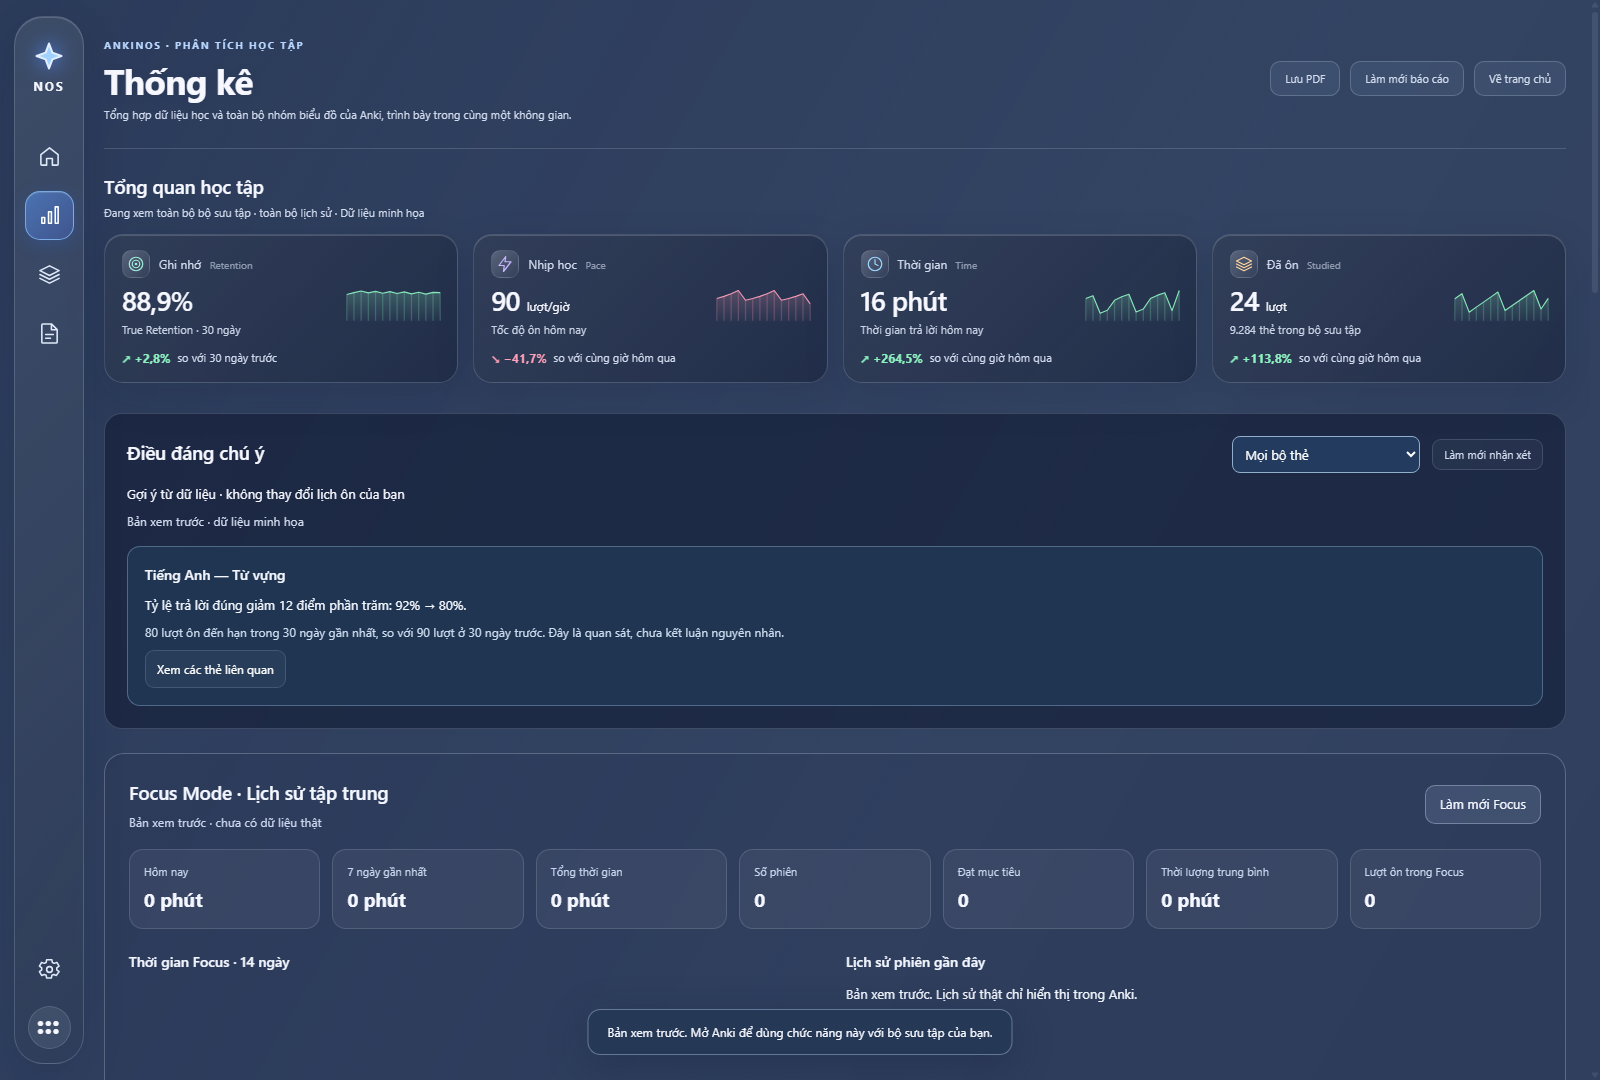 NOS
ANKINOS · PHÂN TÍCH HỌC TẬP
Thống kê
Tổng hợp dữ liệu học và toàn bộ nhóm biểu đồ của Anki, trình bày trong cùng một không gian.
Lưu PDF
Làm mới báo cáo
Về trang chủ
Tổng quan học tập
Đang xem toàn bộ bộ sưu tập · toàn bộ lịch sử · Dữ liệu minh họa
Ghi nhớ Retention
88,9%
True Retention · 30 ngày
↗ +2,8% so với 30 ngày trước
Nhịp học Pace
90 lượt/giờ
Tốc độ ôn hôm nay
↘ −41,7% so với cùng giờ hôm qua
Thời gian Time
16 phút
Thời gian trả lời hôm nay
↗ +264,5% so với cùng giờ hôm qua
Đã ôn Studied
24 lượt
9.284 thẻ trong bộ sưu tập
↗ +113,8% so với cùng giờ hôm qua
Điều đáng chú ý
Mọi bộ thẻ
Làm mới nhận xét
Gợi ý từ dữ liệu · không thay đổi lịch ôn của bạn
Bản xem trước · dữ liệu minh họa
Tiếng Anh — Từ vựng
Tỷ lệ trả lời đúng giảm 12 điểm phần trăm: 92% → 80%.
80 lượt ôn đến hạn trong 30 ngày gần nhất, so với 90 lượt ở 30 ngày trước. Đây là quan sát, chưa kết luận nguyên nhân.
Xem các thẻ liên quan
Focus Mode · Lịch sử tập trung
Bản xem trước · chưa có dữ liệu thật
Làm mới Focus
Hôm nay
0 phút
7 ngày gần nhất
0 phút
Tổng thời gian
0 phút
Số phiên
0
Đạt mục tiêu
0
Thời lượng trung bình
0 phút
Lượt ôn trong Focus
0
Thời gian Focus · 14 ngày
Lịch sử phiên gần đây
Bản xem trước. Lịch sử thật chỉ hiển thị trong Anki.
Bản xem trước. Mở Anki để dùng chức năng này với bộ sưu tập của bạn.